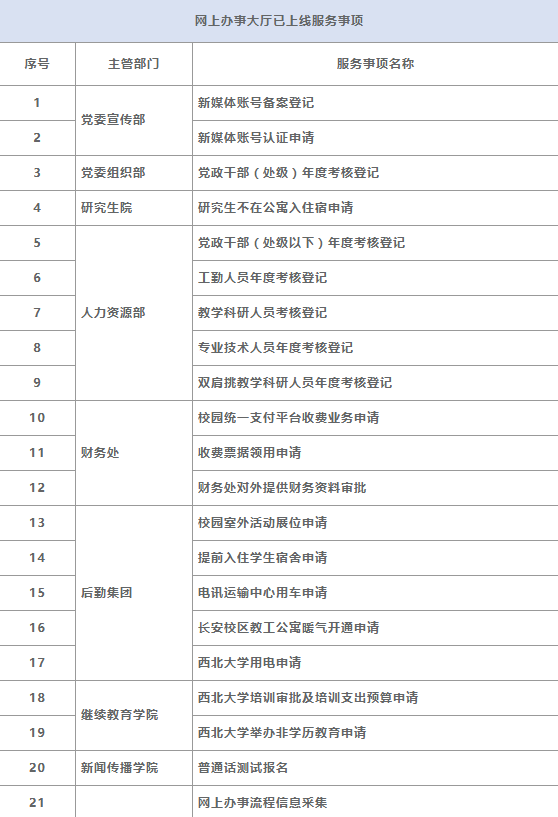 网上办事大厅已上线服务事项
序号 主管部门 服务事项名称
1 党委宣传部 新媒体账号备案登记
2 新媒体账号认证申请
3 党委组织部 党政干部（处级）年度考核登记
4 研究生院 研究生不在公寓入住宿申请
5 人力资源部 党政干部（处级以下）年度考核登记
6 工勤人员年度考核登记
7 教学科研人员考核登记
8 专业技术人员年度考核登记
9 双肩挑教学科研人员年度考核登记
10 财务处 校园统一支付平台收费业务申请
11 收费票据领用申请
12 财务处对外提供财务资料审批
13 后勤集团 校园室外活动展位申请
14 提前入住学生宿舍申请
15 电讯运输中心用车申请
16 长安校区教工公寓暖气开通申请
17 西北大学用电申请
18 继续教育学院 西北大学培训审批及培训支出预算申请
19 西北大学举办非学历教育申请
20 新闻传播学院 普通话测试报名
21 网上办事流程信息采集